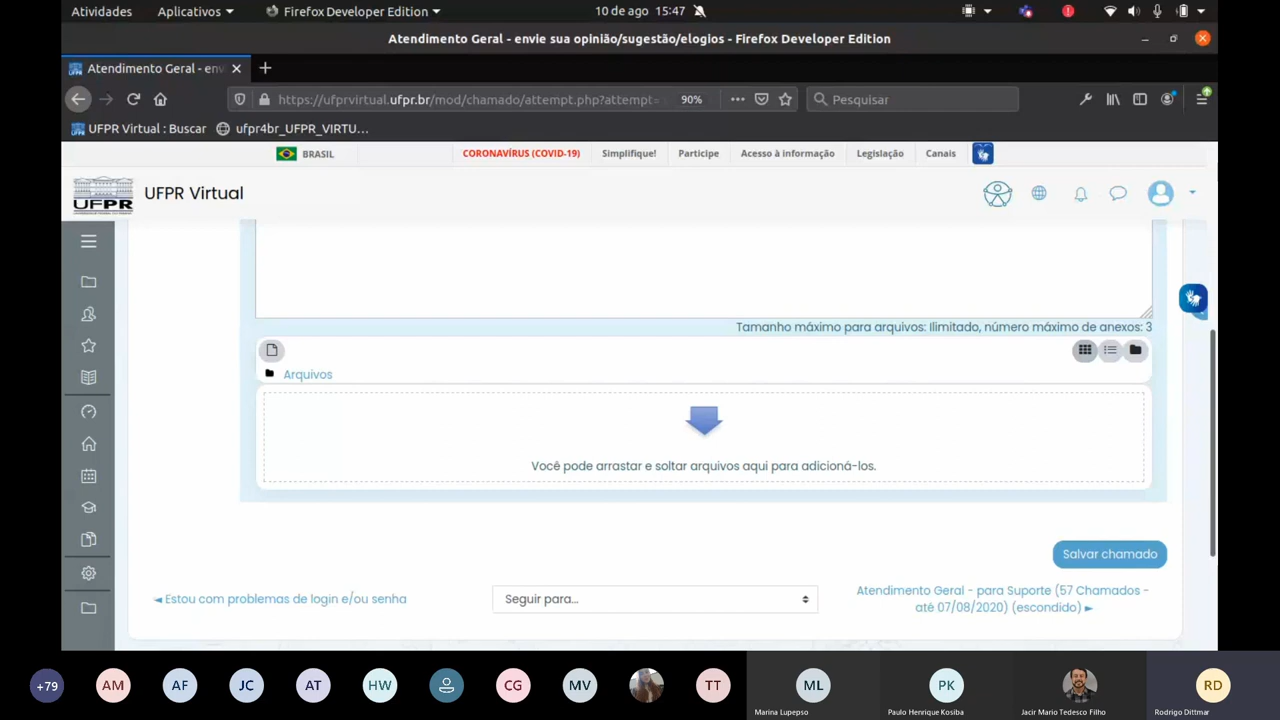 Atividades Aplicativos Firefox Developer Edition 10 de ago 15:47
Atendimento Geral - envie sua opinião/sugestão/elogios - Firefox Developer Edition
Atendimento Geral - env
https://ufprvirtual.ufpr.br/mod/chamado/attempt.php?attempt= 90% Pesquisar
UFPR Virtual : Buscar ufpr4br_UFPR_VIRTU...
BRASIL CORONAVÍRUS (COVID-19) Simplifique! Participe Acesso à informação Legislação Canais
UFPR UFPR Virtual
Tamanho máximo para arquivos: Ilimitado, número máximo de anexos: 3
Arquivos
Você pode arrastar e soltar arquivos aqui para adicioná-los.
Salvar chamado
◄ Estou com problemas de login e/ou senha Seguir para... Atendimento Geral - para Suporte (57 Chamados -
até 07/08/2020) (escondido) ►
+79 AM AF JC AT HW CG MV TT ML PK RD
Marina Lupepso Paulo Henrique Kosiba Jacir Mario Tedesco Filho Rodrigo Dittmar